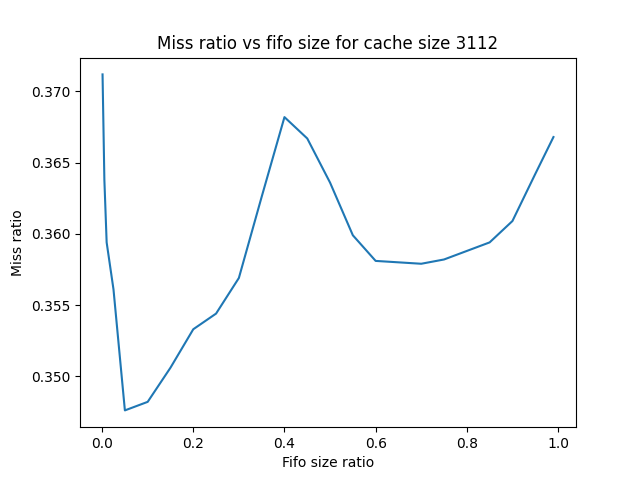 Miss ratio vs fifo size for cache size 3112
0.370
0.365
0.360
0.355
0.350
Miss ratio
0.0 0.2 0.4 0.6 0.8 1.0
Fifo size ratio